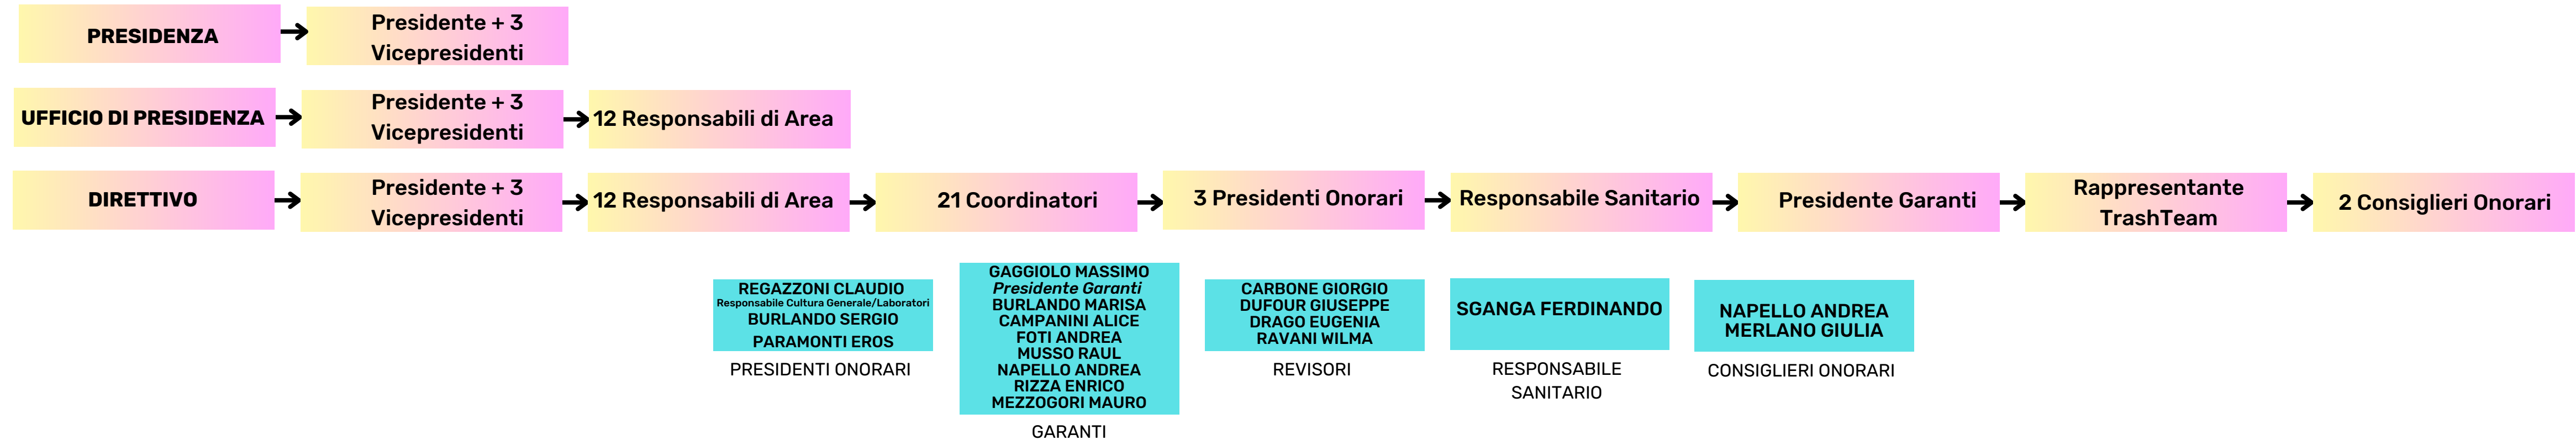 PRESIDENZA
Presidente + 3
Vicepresidenti
UFFICIO DI PRESIDENZA
Presidente + 3
Vicepresidenti
12 Responsabili di Area
DIRETTIVO
Presidente + 3
Vicepresidenti
12 Responsabili di Area
21 Coordinatori
3 Presidenti Onorari
Responsabile Sanitario
Presidente Garanti
Rappresentante
TrashTeam
2 Consiglieri Onorari
REGAZZONI CLAUDIO
Responsabile Cultura Generale/Laboratori
BURLANDO SERGIO
PARAMONTI EROS
PRESIDENTI ONORARI
GAGGIOLO MASSIMO
Presidente Garanti
BURLANDO MARISA
CAMPANINI ALICE
FOTI ANDREA
MUSSO RAUL
NAPELLO ANDREA
RIZZA ENRICO
MEZZOGORI MAURO
GARANTI
CARBONE GIORGIO
DUFOUR GIUSEPPE
DRAGO EUGENIA
RAVANI WILMA
REVISORI
SGANGA FERDINANDO
RESPONSABILE
SANITARIO
NAPELLO ANDREA
MERLANO GIULIA
CONSIGLIERI ONORARI